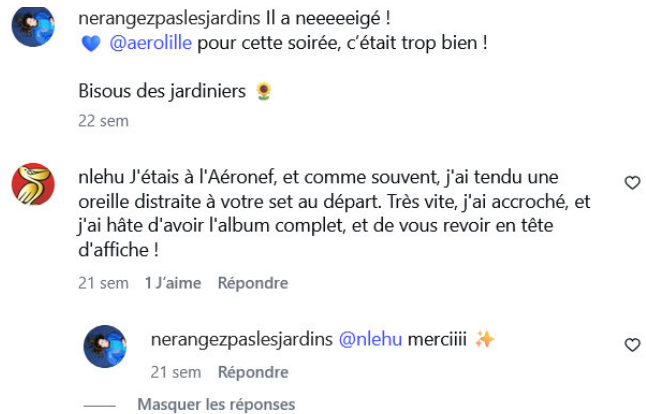 nerangezpaslesjardins Il a neeeeeigé !
💙 @aerolille pour cette soirée, c’était trop bien !
Bisous des jardiniers 🌻
22 sem
nlehu J'étais à l'Aéronef, et comme souvent, j'ai tendu une
oreille distraite à votre set au départ. Très vite, j'ai accroché, et
j'ai hâte d'avoir l'album complet, et de vous revoir en tête
d'affiche !
21 sem 1 J’aime Répondre
nerangezpaslesjardins @nlehu merciiii ✨
21 sem Répondre
Masquer les réponses